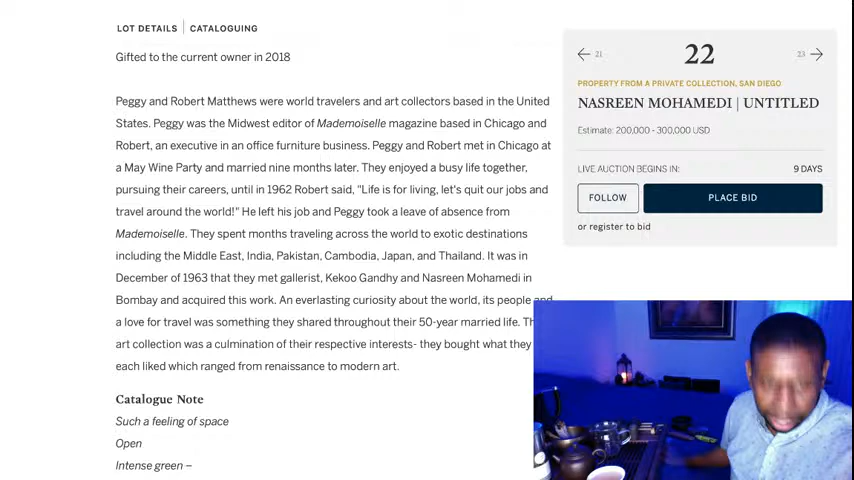 LOT DETAILS | CATALOGUING
Gifted to the current owner in 2018
Peggy and Robert Matthews were world travelers and art collectors based in the United
States. Peggy was the Midwest editor of Mademoiselle magazine based in Chicago and
Robert, an executive in an office furniture business. Peggy and Robert met in Chicago at
a May Wine Party and married nine months later. They enjoyed a busy life together,
pursuing their careers, until in 1962 Robert said, "Life is for living, let's quit our jobs and
travel around the world!" He left his job and Peggy took a leave of absence from
Mademoiselle. They spent months traveling across the world to exotic destinations
including the Middle East, India, Pakistan, Cambodia, Japan, and Thailand. It was in
December of 1963 that they met gallerist, Kekoo Gandhy and Nasreen Mohamedi in
Bombay and acquired this work. An everlasting curiosity about the world, its people and
a love for travel was something they shared throughout their 50-year married life.
art collection was a culmination of their respective interests- they bought what they
each liked which ranged from renaissance to modern art.
Catalogue Note
Such a feeling of space
Open
Intense green –
← 21
22
23 →
PROPERTY FROM A PRIVATE COLLECTION, SAN DIEGO
NASREEN MOHAMEDI | UNTITLED
Estimate: 200,000 - 300,000 USD
LIVE AUCTION BEGINS IN: 9 DAYS
FOLLOW
PLACE BID
or register to bid